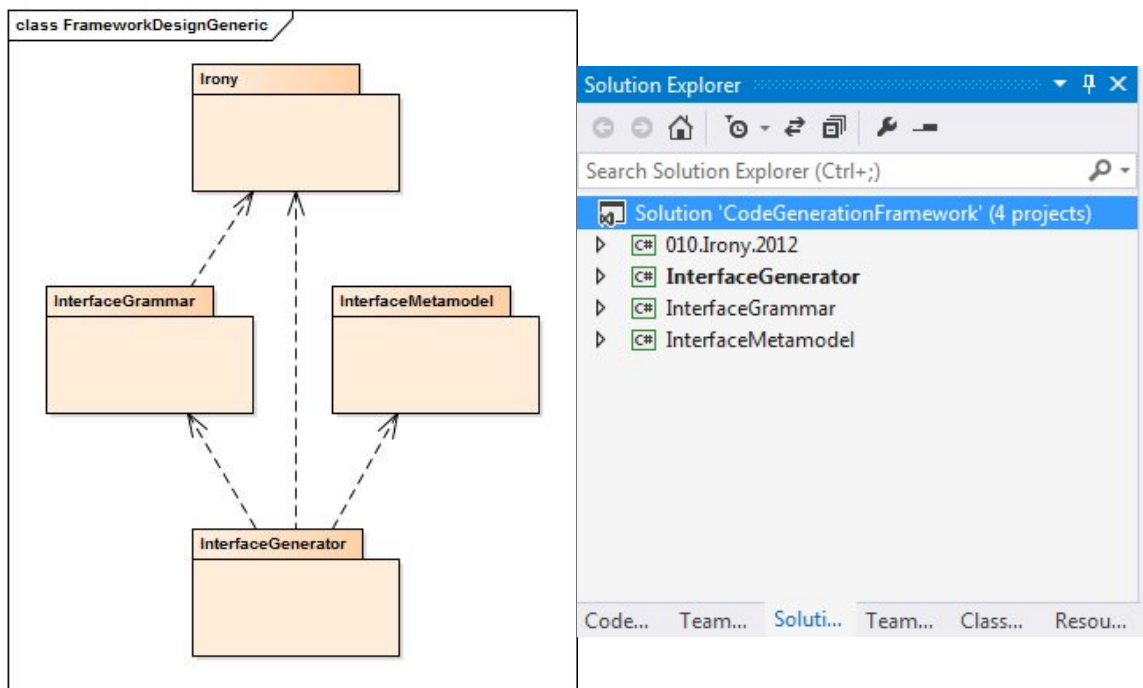 class FrameworkDesignGeneric
Irony
InterfaceGrammar
InterfaceMetamodel
InterfaceGenerator
Solution Explorer
Search Solution Explorer (Ctrl+;)
Solution 'CodeGenerationFramework' (4 projects)
C# 010.Irony.2012
C# InterfaceGenerator
C# InterfaceGrammar
C# InterfaceMetamodel
Code... Team... Soluti... Team... Class... Resou...